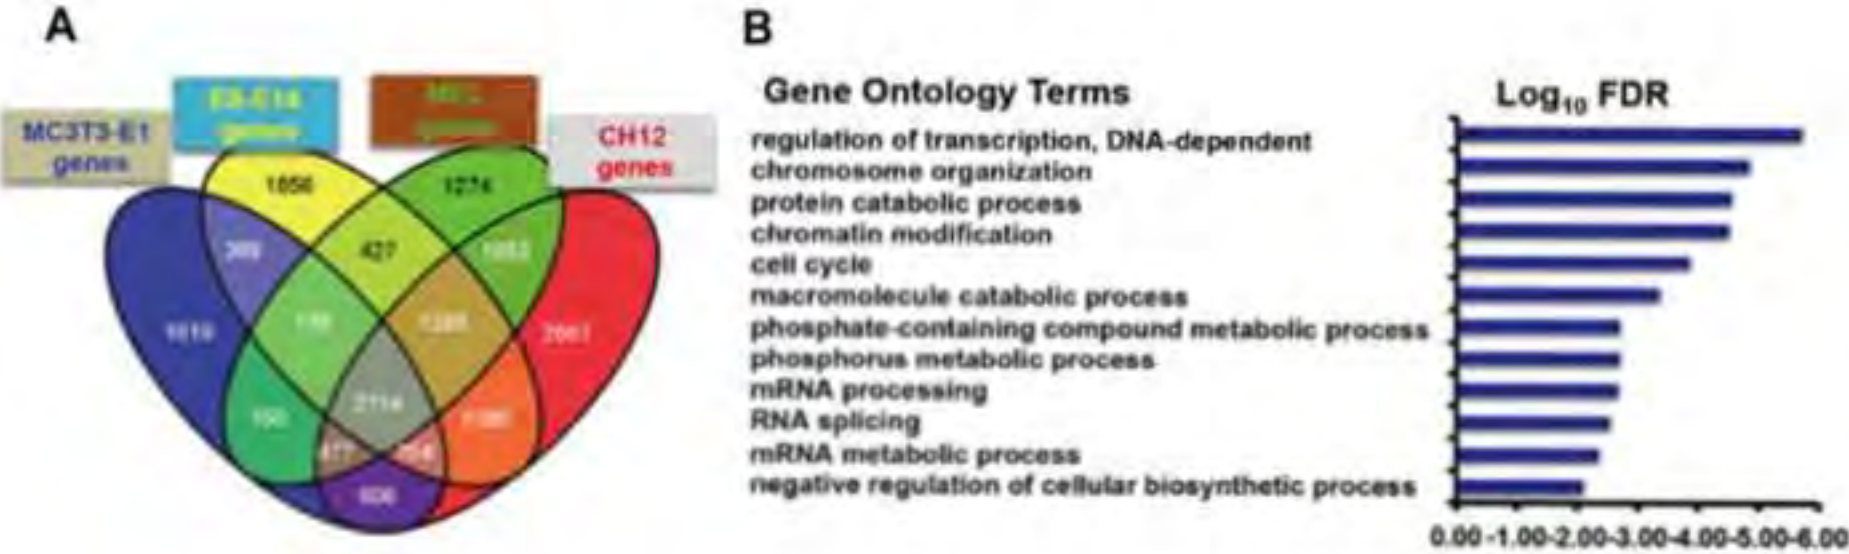 A
MC3T3-E1
genes
genes
CH12
genes
1274
427
2714
606
B
Gene Ontology Terms
Log10 FDR
regulation of transcription, DNA-dependent
chromosome organization
protein catabolic process
chromatin modification
cell cycle
macromolecule catabolic process
phosphate-containing compound metabolic process
phosphorus metabolic process
mRNA processing
RNA splicing
mRNA metabolic process
negative regulation of cellular biosynthetic process
0.00 -1.00-2.00-3.00-4.00-5.00-6.00